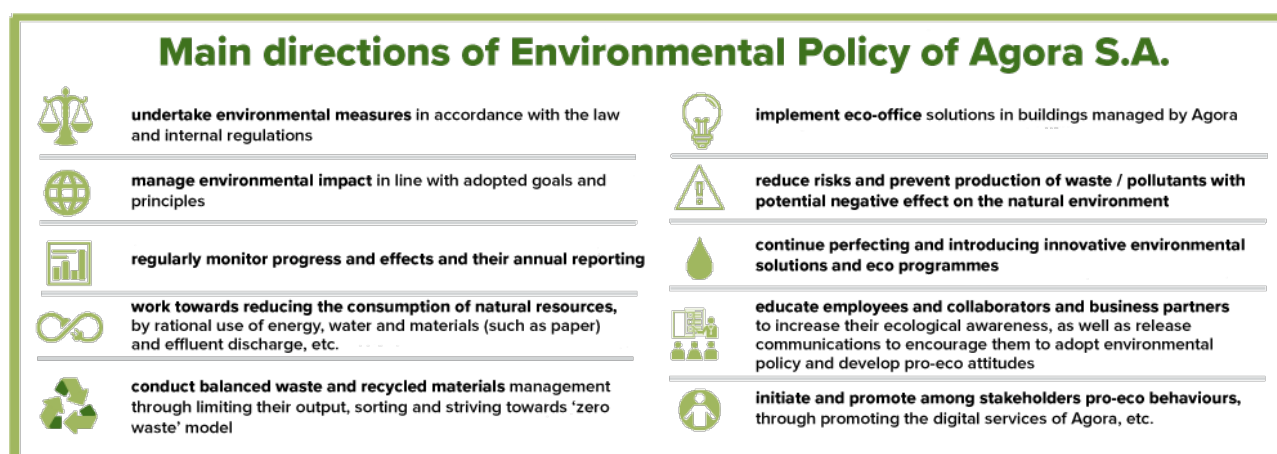 Main directions of Environmental Policy of Agora S.A.
undertake environmental measures in accordance with the law
and internal regulations
manage environmental impact in line with adopted goals and
principles
regularly monitor progress and effects and their annual reporting
work towards reducing the consumption of natural resources,
by rational use of energy, water and materials (such as paper)
and effluent discharge, etc.
conduct balanced waste and recycled materials management
through limiting their output, sorting and striving towards ‘zero
waste’ model
implement eco-office solutions in buildings managed by Agora
reduce risks and prevent production of waste / pollutants with
potential negative effect on the natural environment
continue perfecting and introducing innovative environmental
solutions and eco programmes
educate employees and collaborators and business partners
to increase their ecological awareness, as well as release
communications to encourage them to adopt environmental
policy and develop pro-eco attitudes
initiate and promote among stakeholders pro-eco behaviours,
through promoting the digital services of Agora, etc.